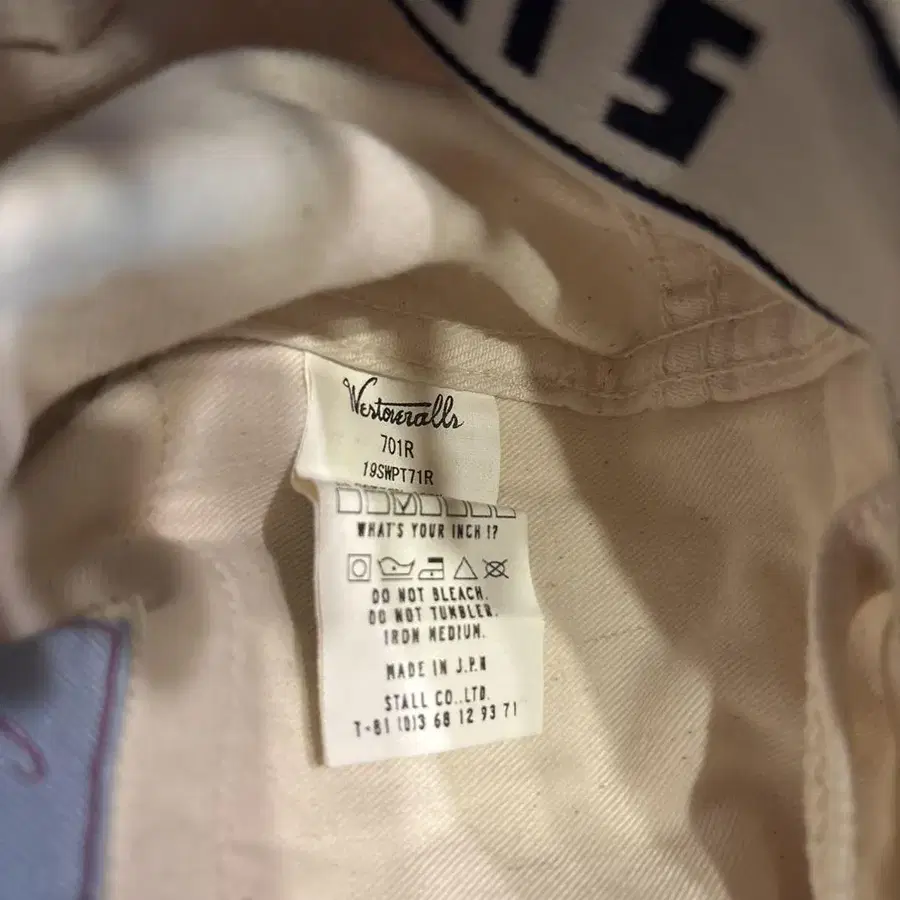 IS
Westoveralls
701R
19SWPT71R
WHAT'S YOUR INCH !?
DO NOT BLEACH.
DO NOT TUMBLER.
IRON MEDIUM.
MADE IN J.P.N
STALL CO.,LTD.
T-81 (0)3 68 12 93 71